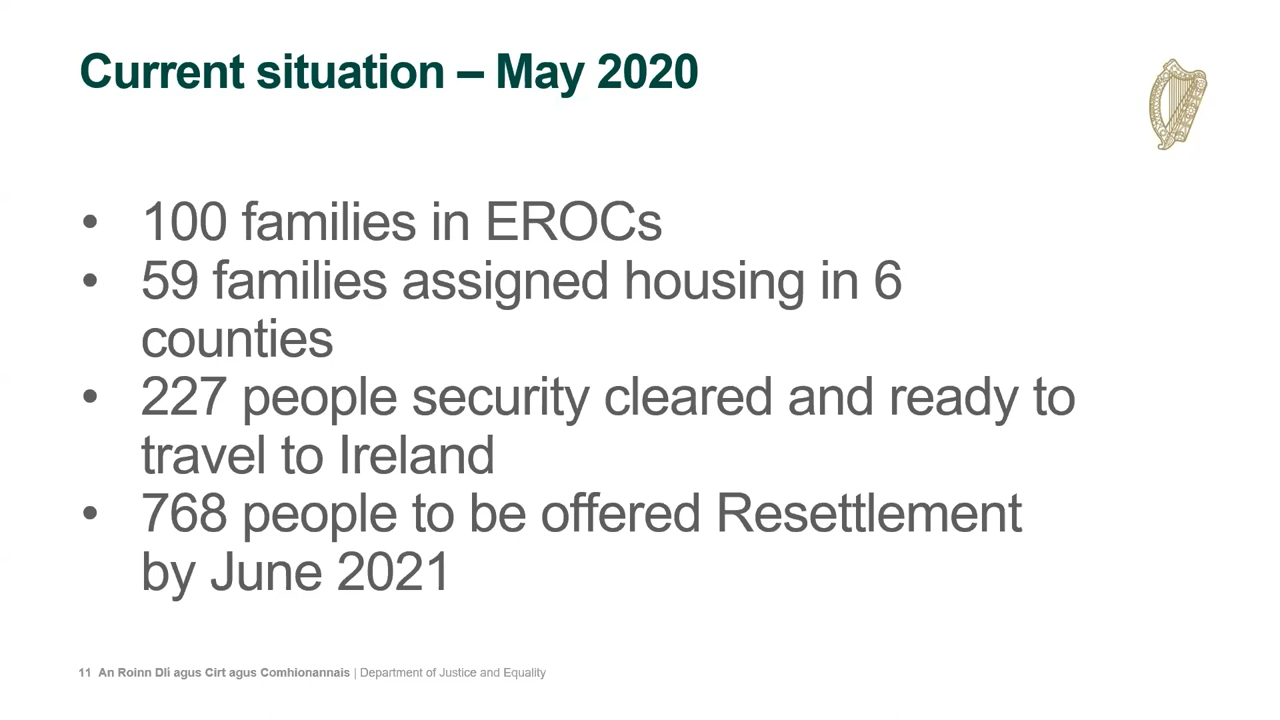 Current situation – May 2020
• 100 families in EROCs
• 59 families assigned housing in 6
counties
• 227 people security cleared and ready to
travel to Ireland
• 768 people to be offered Resettlement
by June 2021
11 An Roinn Dlí agus Cirt agus Comhionannais | Department of Justice and Equality